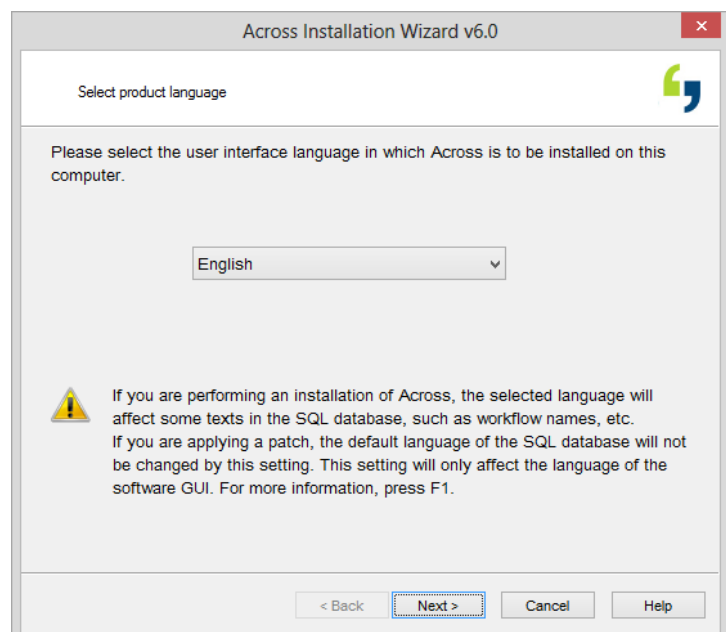 Across Installation Wizard v6.0
Select product language
Please select the user interface language in which Across is to be installed on this
computer.
English
If you are performing an installation of Across, the selected language will
affect some texts in the SQL database, such as workflow names, etc.
If you are applying a patch, the default language of the SQL database will not
be changed by this setting. This setting will only affect the language of the
software GUI. For more information, press F1.
< Back Next > Cancel Help